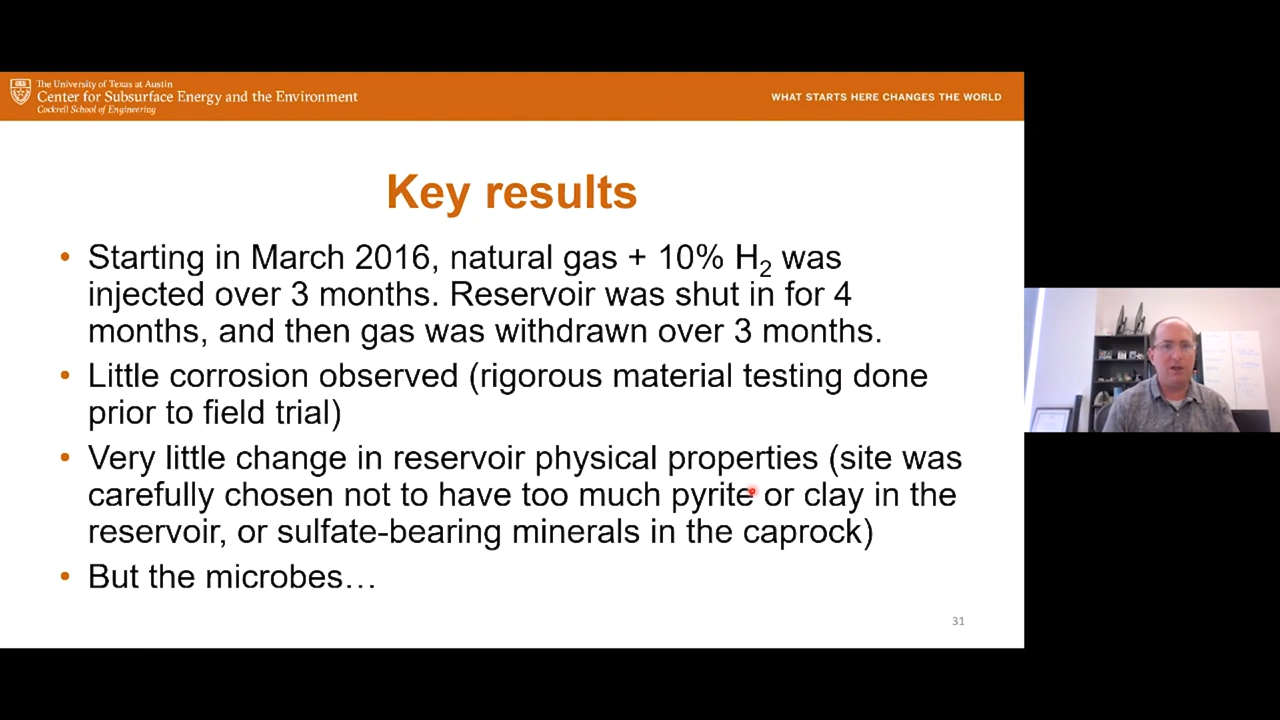 The University of Texas at Austin
Center for Subsurface Energy and the Environment
Cockrell School of Engineering
WHAT STARTS HERE CHANGES THE WORLD
Key results
• Starting in March 2016, natural gas + 10% H₂ was
injected over 3 months. Reservoir was shut in for 4
months, and then gas was withdrawn over 3 months.
• Little corrosion observed (rigorous material testing done
prior to field trial)
• Very little change in reservoir physical properties (site was
carefully chosen not to have too much pyrite or clay in the
reservoir, or sulfate-bearing minerals in the caprock)
• But the microbes…
31